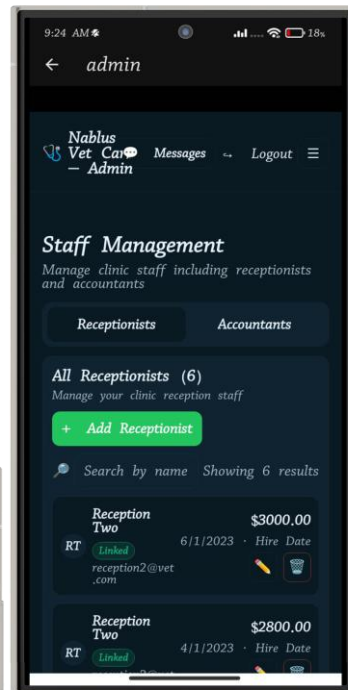 9:24 AM
18%
admin
Nablus
Vet Car
— Admin
Messages
Logout
Staff Management
Manage clinic staff including receptionists
and accountants
Receptionists
Accountants
All Receptionists (6)
Manage your clinic reception staff
+ Add Receptionist
Search by name
Showing 6 results
Reception
Two
$3000.00
RT
Linked
6/1/2023 · Hire Date
reception2@vet
.com
Reception
Two
$2800.00
RT
Linked
4/1/2023 · Hire Date